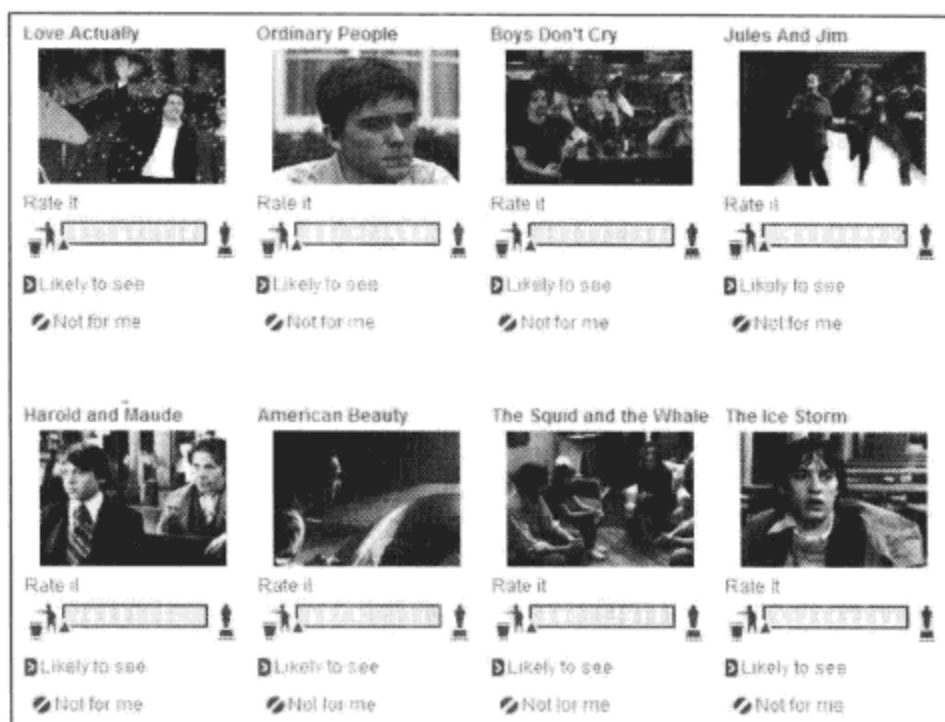 Love Actually
Ordinary People
Boys Don't Cry
Jules And Jim
Rate it
Rate it
Rate it
Rate it
Likely to see
Likely to see
Likely to see
Likely to see
Not for me
Not for me
Not for me
Not for me
Harold and Maude
American Beauty
The Squid and the Whale
The Ice Storm
Rate it
Rate it
Rate it
Rate it
Likely to see
Likely to see
Likely to see
Likely to see
Not for me
Not for me
Not for me
Not for me